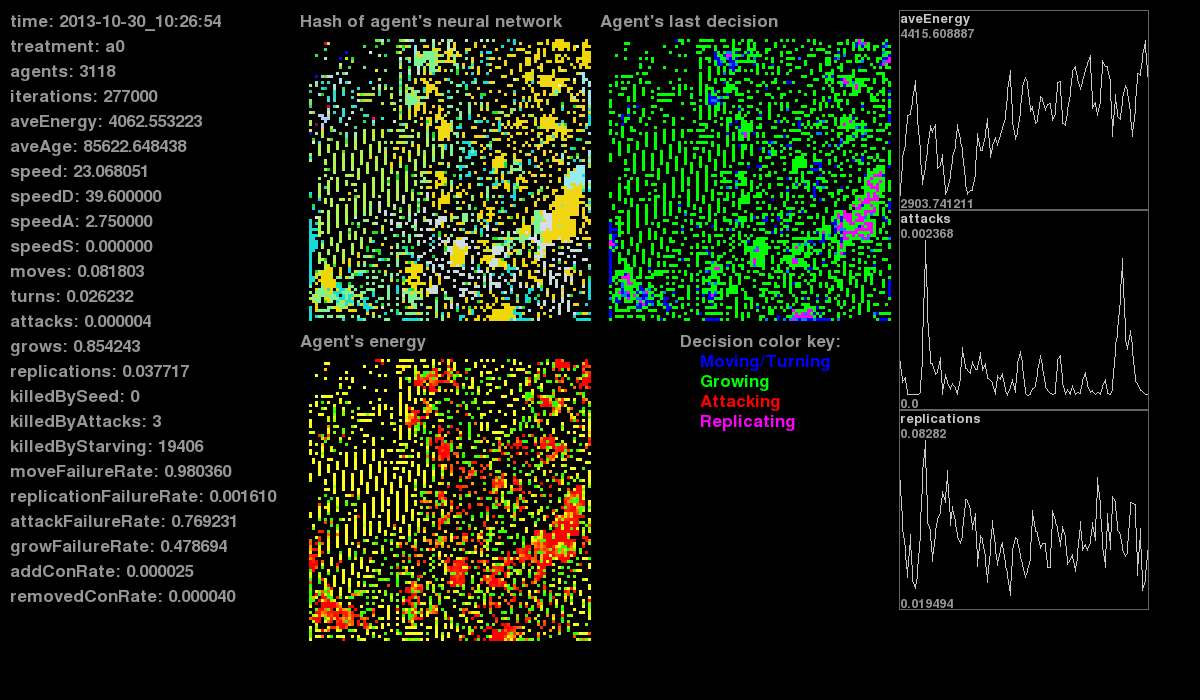 time: 2013-10-30_10:26:54
treatment: a0
agents: 3118
iterations: 277000
aveEnergy: 4062.553223
aveAge: 85622.648438
speed: 23.068051
speedD: 39.600000
speedA: 2.750000
speedS: 0.000000
moves: 0.081803
turns: 0.026232
attacks: 0.000004
grows: 0.854243
replications: 0.037717
killedBySeed: 0
killedByAttacks: 3
killedByStarving: 19406
moveFailureRate: 0.980360
replicationFailureRate: 0.001610
attackFailureRate: 0.769231
growFailureRate: 0.478694
addConRate: 0.000025
removedConRate: 0.000040
Hash of agent's neural network
Agent's last decision
Agent's energy
Decision color key:
Moving/Turning
Growing
Attacking
Replicating
aveEnergy
4415.608887
2903.741211
attacks
0.002368
0.0
replications
0.08282
0.019494